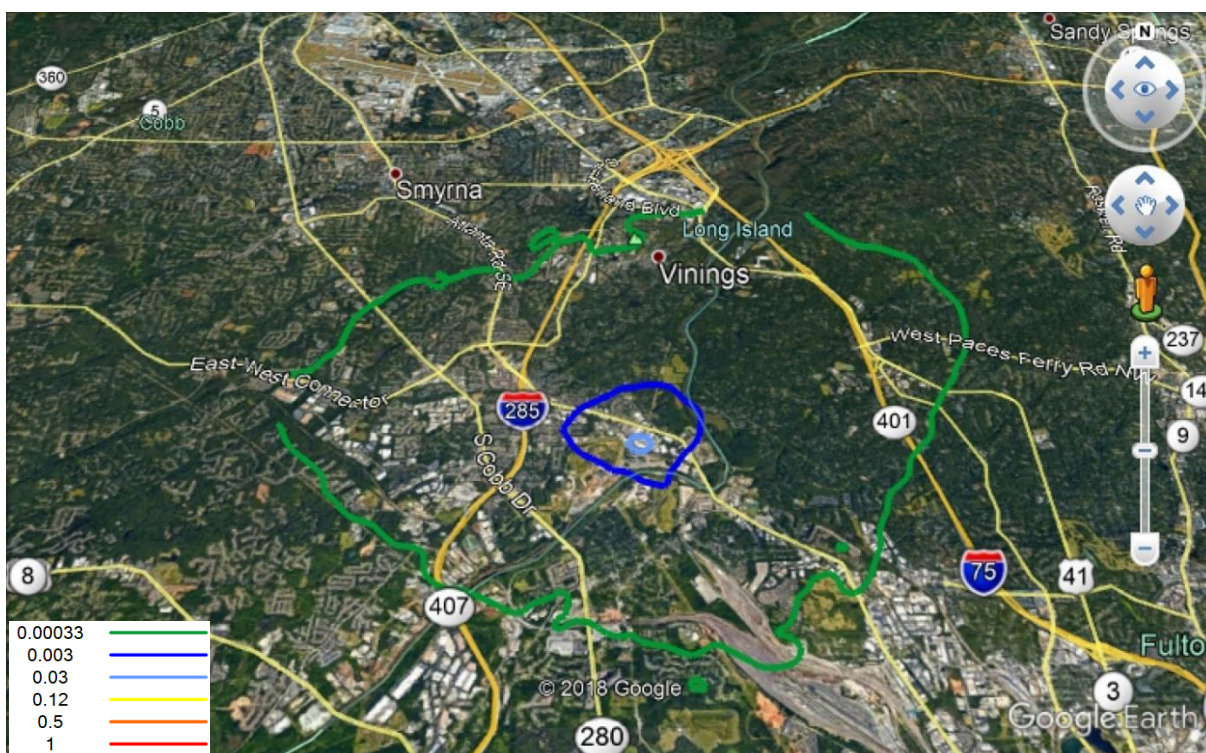 Sandy Springs
N
360
5
Cobb
Smyrna
Atlanta Rd SE
Long Island
Vinings
237
West Paces Ferry Rd NW
14
East-West Connector
285
401
9
S Cobb Dr
8
75
41
407
0.00033
0.003
0.03
0.12
0.5
1
Fulto
© 2018 Google
3
Google Earth
280